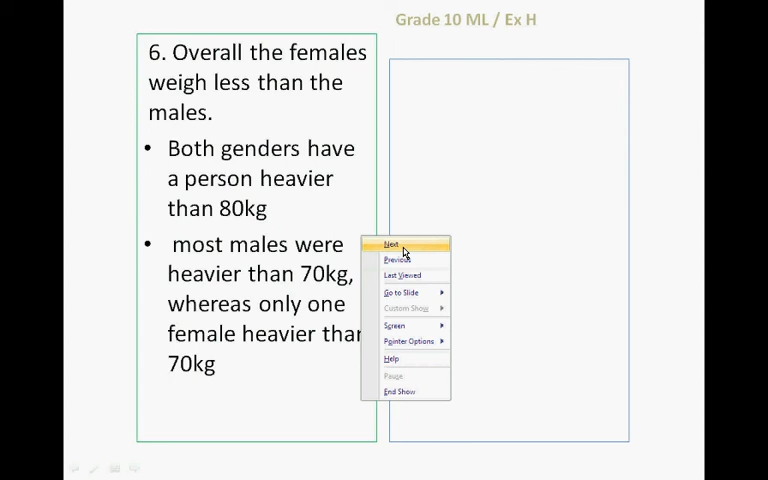 Grade 10 ML / Ex H
6. Overall the females
weigh less than the
males.
• Both genders have
a person heavier
than 80kg
• most males were
heavier than 70kg,
whereas only one
female heavier than
70kg
Next
Previous
Last Viewed
Go to Slide
Custom Show
Screen
Pointer Options
Help
Pause
End Show